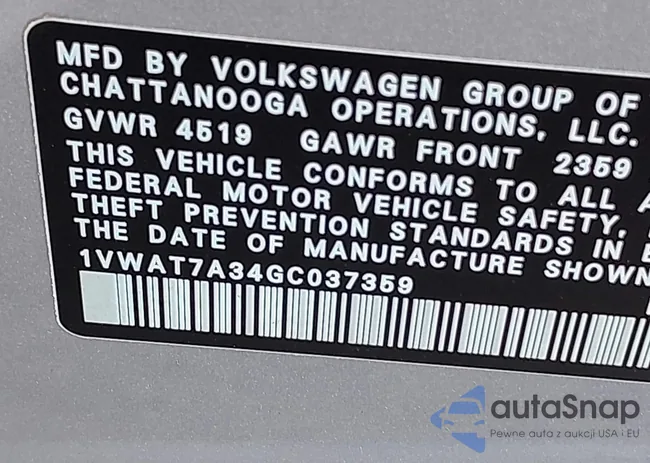 MFD BY VOLKSWAGEN GROUP OF
CHATTANOOGA OPERATIONS, LLC.
GVWR 4519 GAWR FRONT 2359
THIS VEHICLE CONFORMS TO ALL
FEDERAL MOTOR VEHICLE SAFETY,
THEFT PREVENTION STANDARDS IN
THE DATE OF MANUFACTURE SHOWN
1VWAT7A34GC037359
autaSnap
Pewne auta z aukcji USA i EU